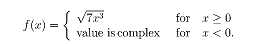 f(x) = { √7x³ for x ≥ 0
value is complex for x < 0.